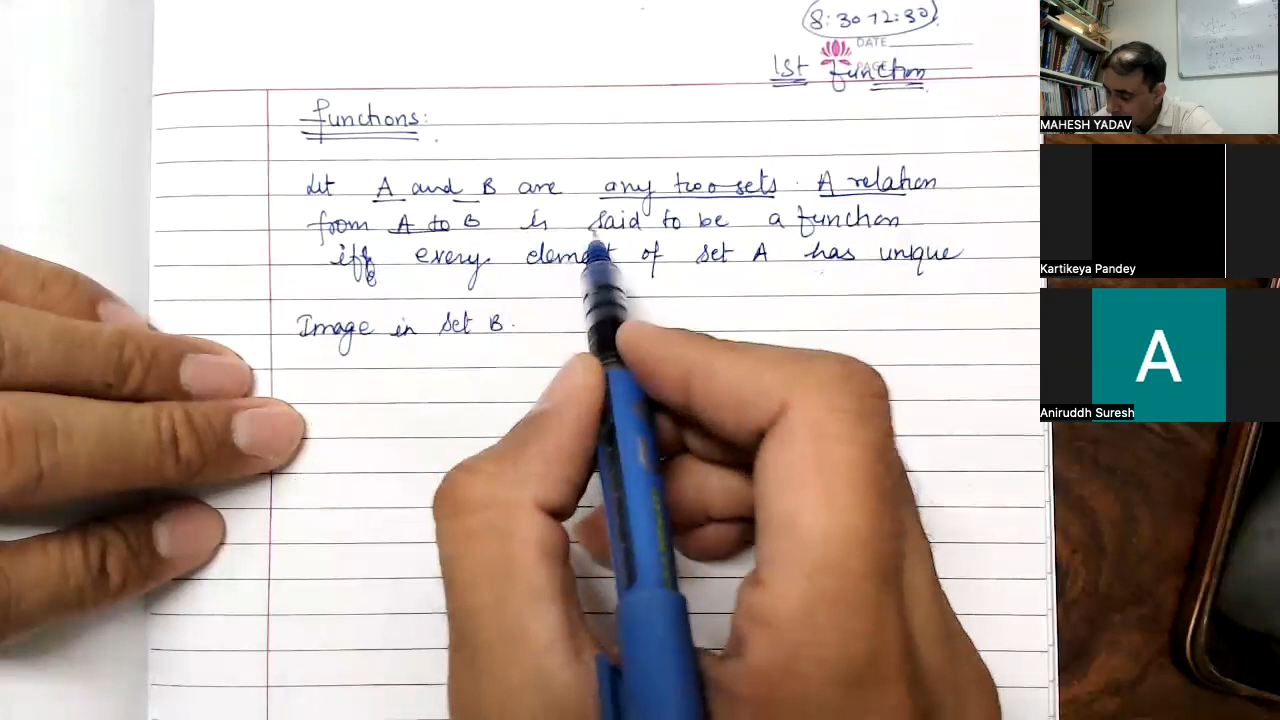 8:30-12:30
DATE
PAGE
1st function
functions:
Let A and B are any two sets. A relation
from A to B is said to be a function
iff every element of set A has unique
Image in set B.
MAHESH YADAV
Kartikeya Pandey
A
Aniruddh Suresh